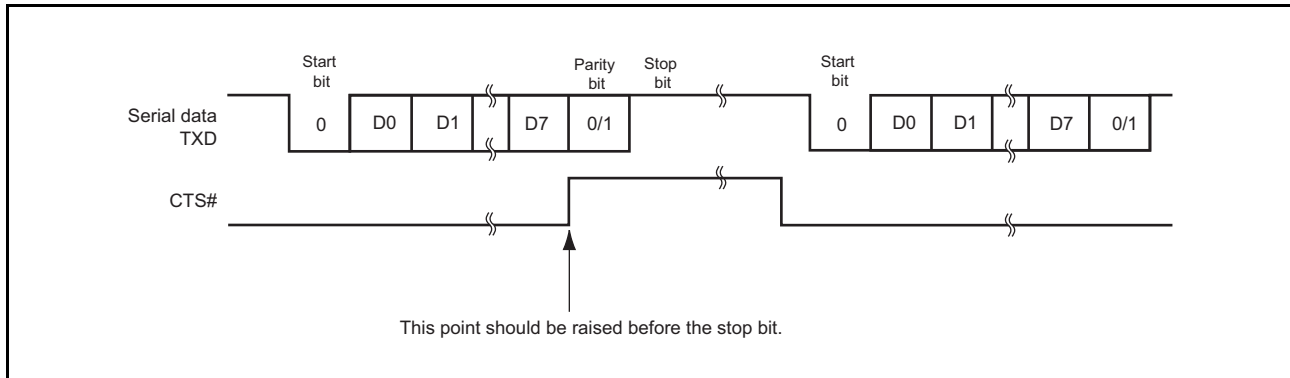 Start
bit
Parity
bit
Stop
bit
Start
bit
Serial data
TXD
0 D0 D1 D7 0/1 0 D0 D1 D7 0/1
CTS#
This point should be raised before the stop bit.